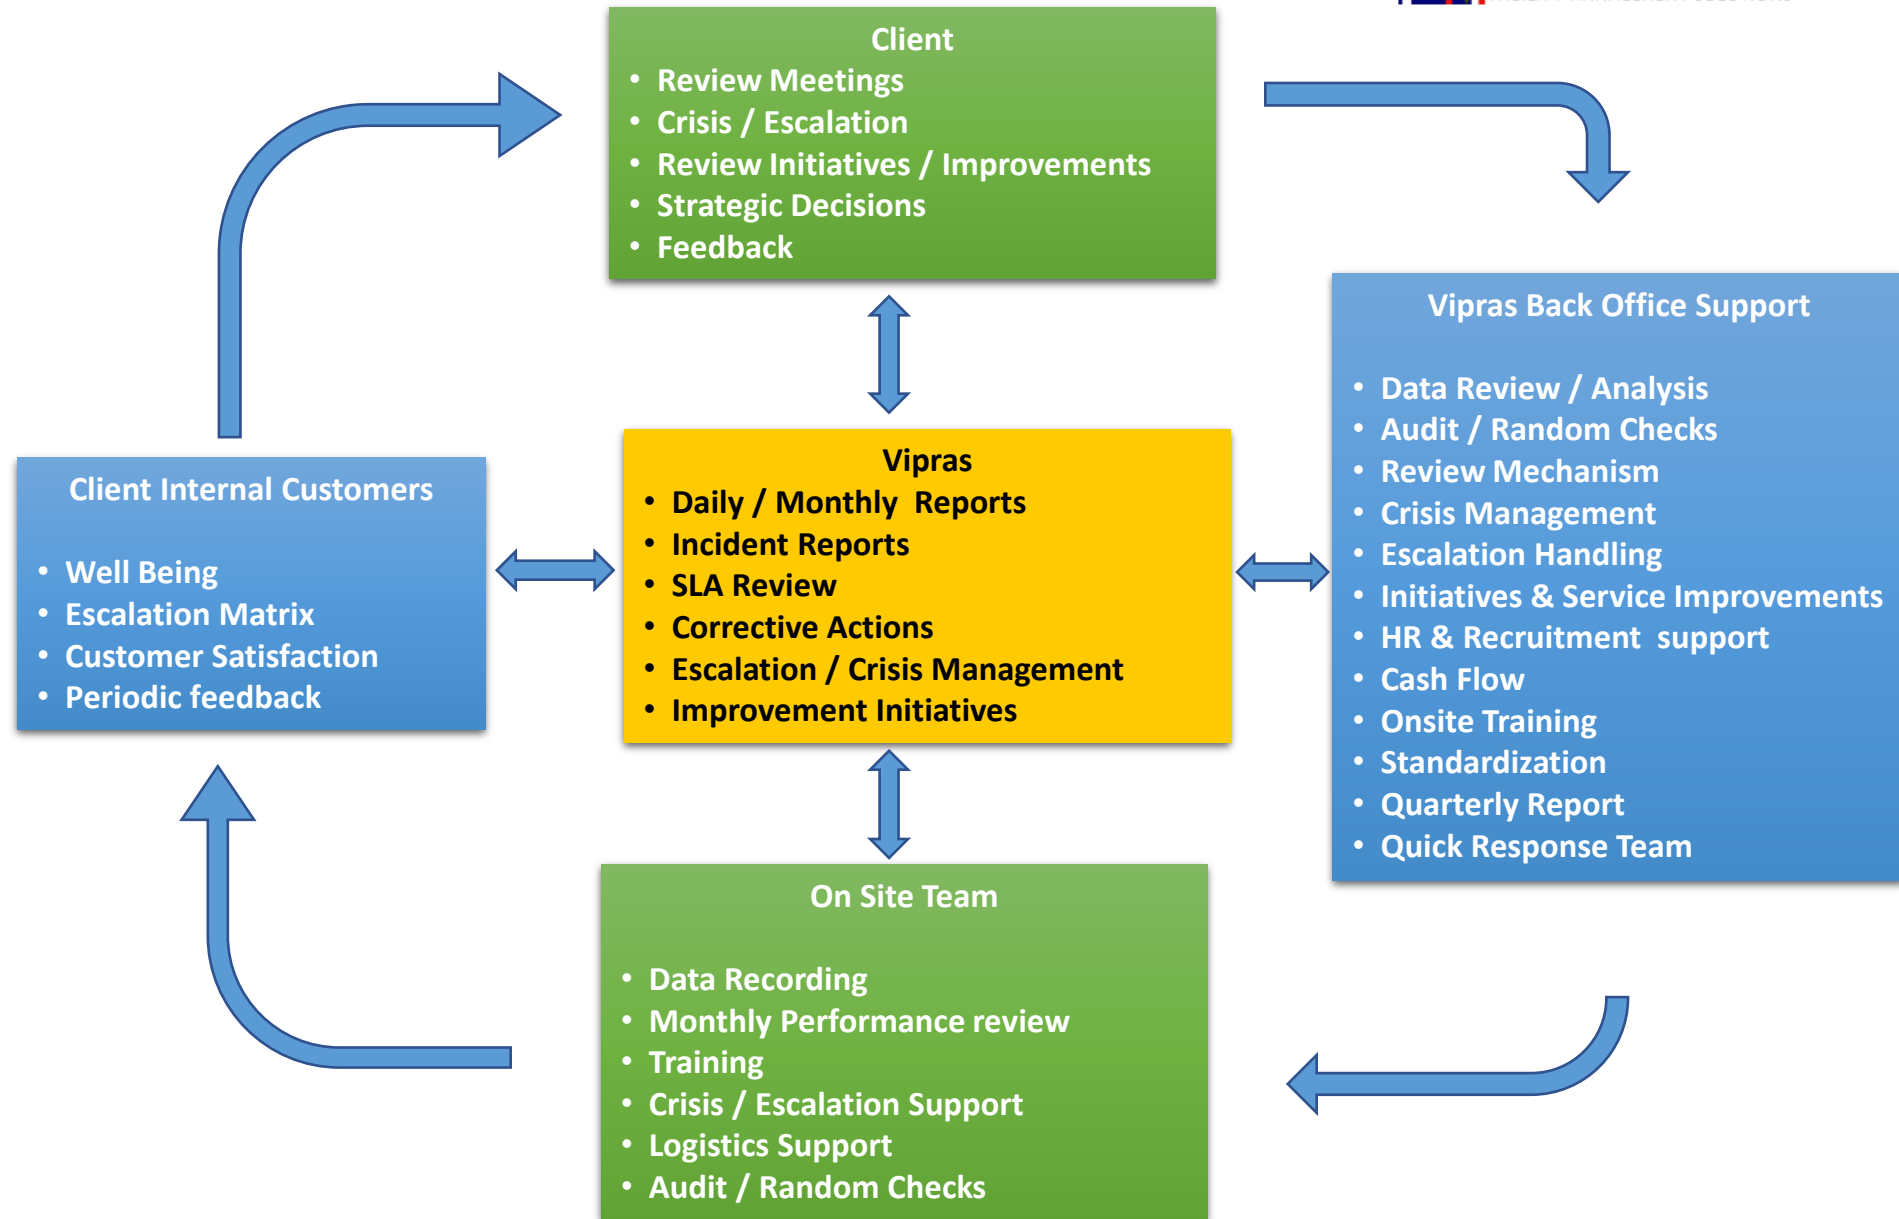 Client
• Review Meetings
• Crisis / Escalation
• Review Initiatives / Improvements
• Strategic Decisions
• Feedback
Vipras Back Office Support
• Data Review / Analysis
• Audit / Random Checks
• Review Mechanism
• Crisis Management
• Escalation Handling
• Initiatives & Service Improvements
• HR & Recruitment support
• Cash Flow
• Onsite Training
• Standardization
• Quarterly Report
• Quick Response Team
Client Internal Customers
• Well Being
• Escalation Matrix
• Customer Satisfaction
• Periodic feedback
Vipras
• Daily / Monthly Reports
• Incident Reports
• SLA Review
• Corrective Actions
• Escalation / Crisis Management
• Improvement Initiatives
On Site Team
• Data Recording
• Monthly Performance review
• Training
• Crisis / Escalation Support
• Logistics Support
• Audit / Random Checks